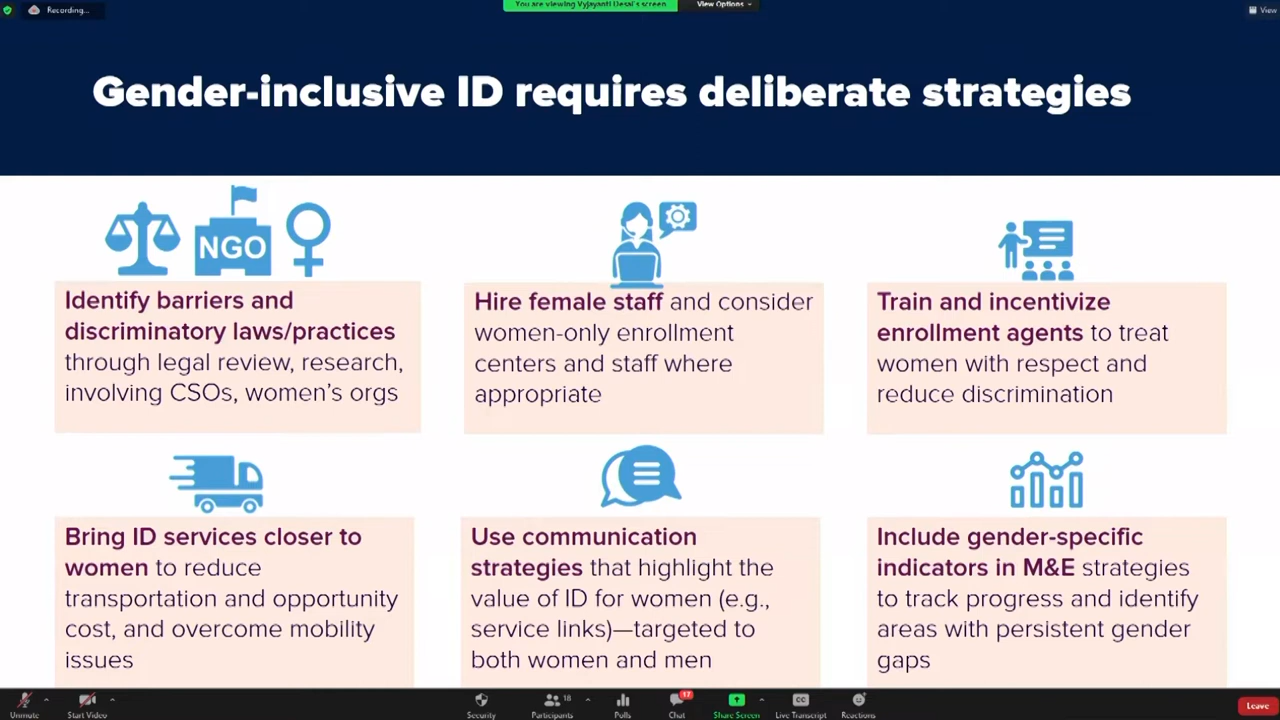 Recording...
You are viewing Vyjayanti Desai's screen
View Options
View
Gender-inclusive ID requires deliberate strategies
NGO
Identify barriers and
discriminatory laws/practices
through legal review, research,
involving CSOs, women's orgs
Hire female staff and consider
women-only enrollment
centers and staff where
appropriate
Train and incentivize
enrollment agents to treat
women with respect and
reduce discrimination
Bring ID services closer to
women to reduce
transportation and opportunity
cost, and overcome mobility
issues
Use communication
strategies that highlight the
value of ID for women (e.g.,
service links)—targeted to
both women and men
Include gender-specific
indicators in M&E strategies
to track progress and identify
areas with persistent gender
gaps
Unmute
Start Video
Security
Participants
18
Polls
Chat
17
Share Screen
CC
Live Transcript
Reactions
Leave